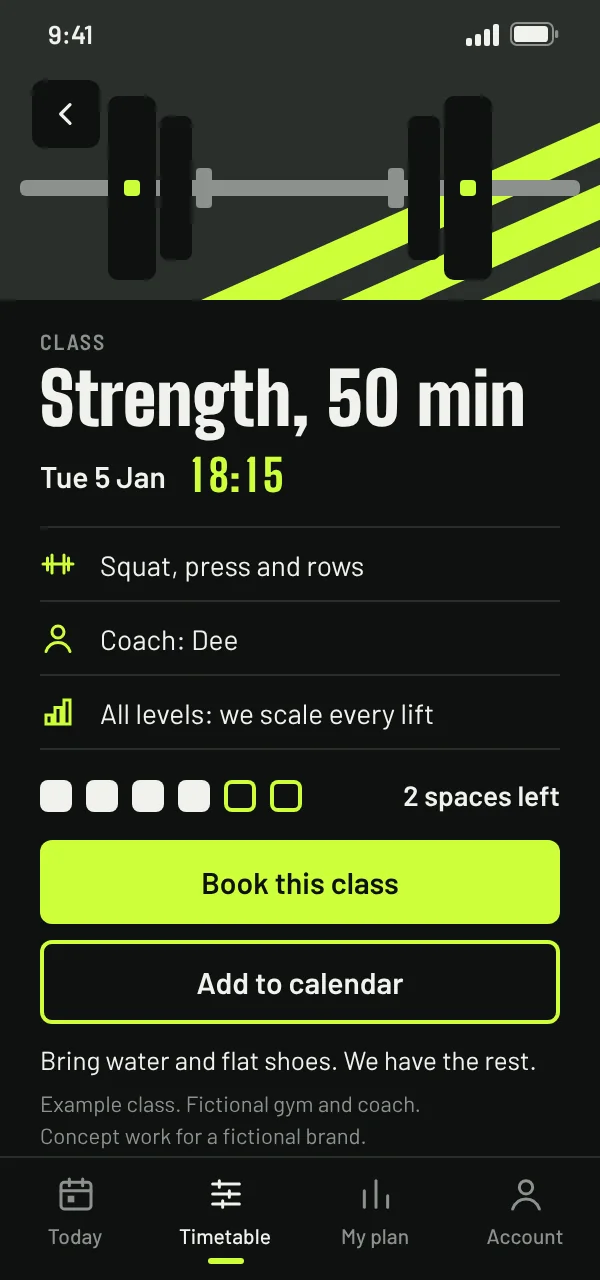 9:41
CLASS
Strength, 50 min
Tue 5 Jan 18:15
Squat, press and rows
Coach: Dee
All levels: we scale every lift
2 spaces left
Book this class
Add to calendar
Bring water and flat shoes. We have the rest.
Example class. Fictional gym and coach.
Concept work for a fictional brand.
Today Timetable My plan Account